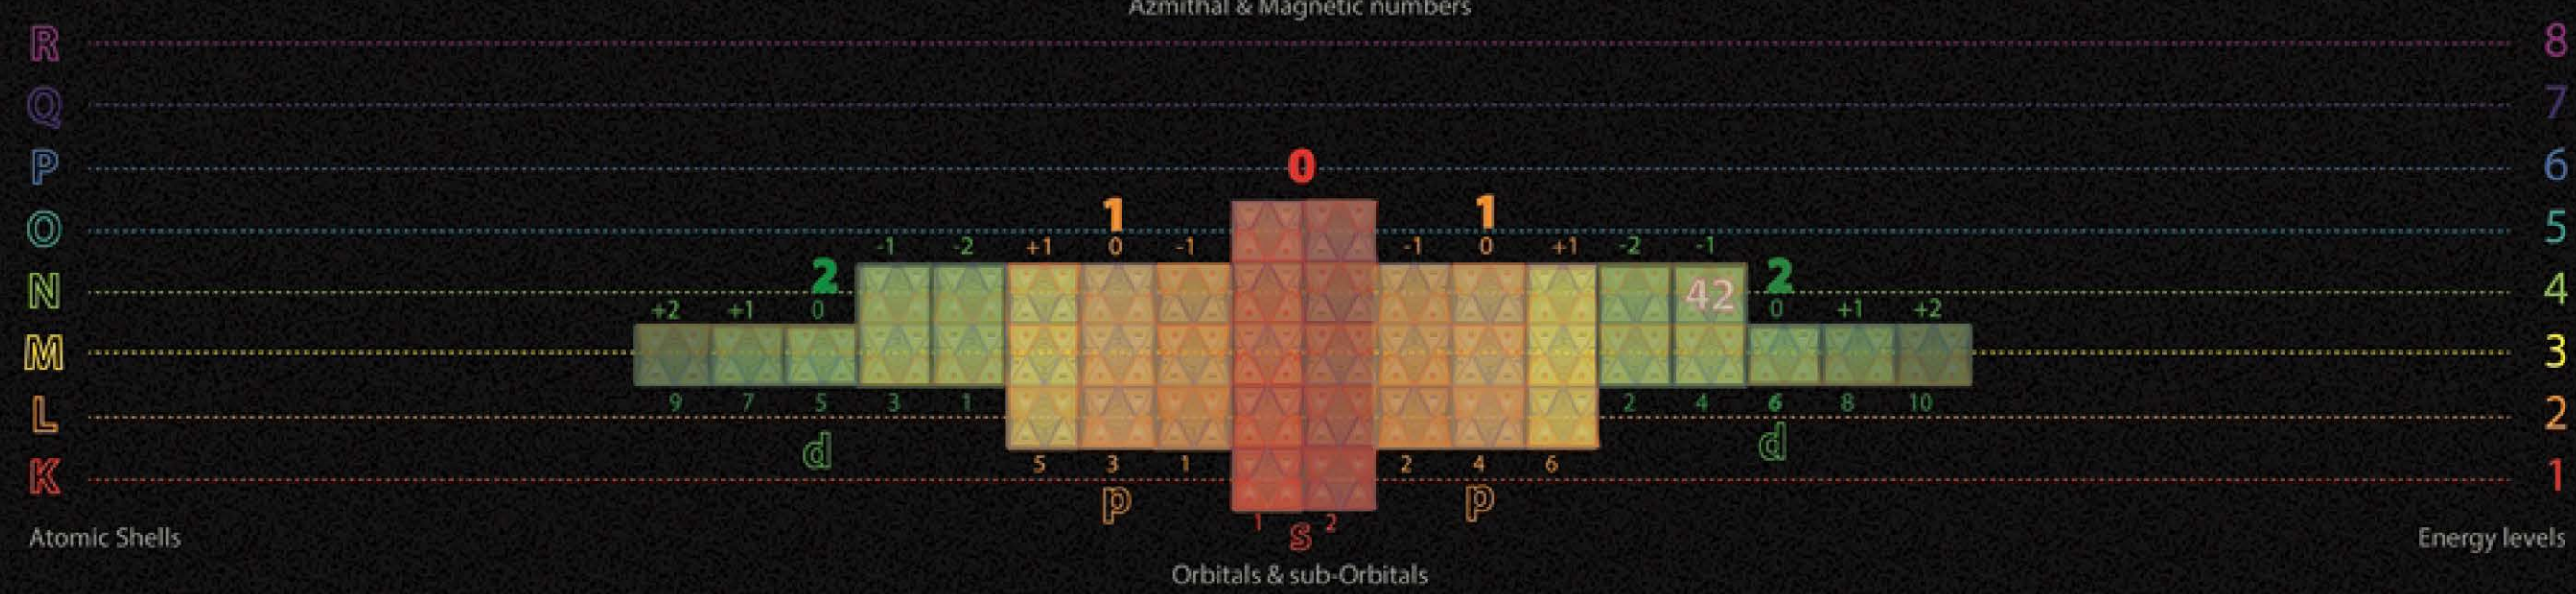 Azmithal & Magnetic numbers
R 8
Q 7
P 0 6
O 1 1 5
-1 -2 +1 0 -1 -1 0 +1 -2 -1
N 2 42 2 4
+2 +1 0 0 +1 +2
M 3
9 7 5 3 1 2 4 6 8 10
L 2
d d
5 3 1 2 4 6
K 1
p p
1 s 2
Atomic Shells Energy levels
Orbitals & sub-Orbitals